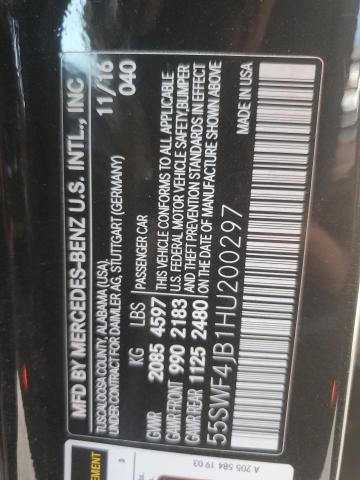 MFD BY MERCEDES-BENZ U.S. INTL., INC
TUSCALOOSA COUNTY, ALABAMA (USA)
UNDER CONTRACT FOR DAIMLER AG, STUTTGART (GERMANY)
11/16
040
KG LBS PASSENGER CAR
GVWR 2085 4597
GAWR FRONT 990 2183
GAWR REAR 1125 2480
THIS VEHICLE CONFORMS TO ALL APPLICABLE
U.S. FEDERAL MOTOR VEHICLE SAFETY,BUMPER
AND THEFT PREVENTION STANDARDS IN EFFECT
ON THE DATE OF MANUFACTURE SHOWN ABOVE
55SWF4JB1HU200297
A 205 584 19 03
EMENT
3